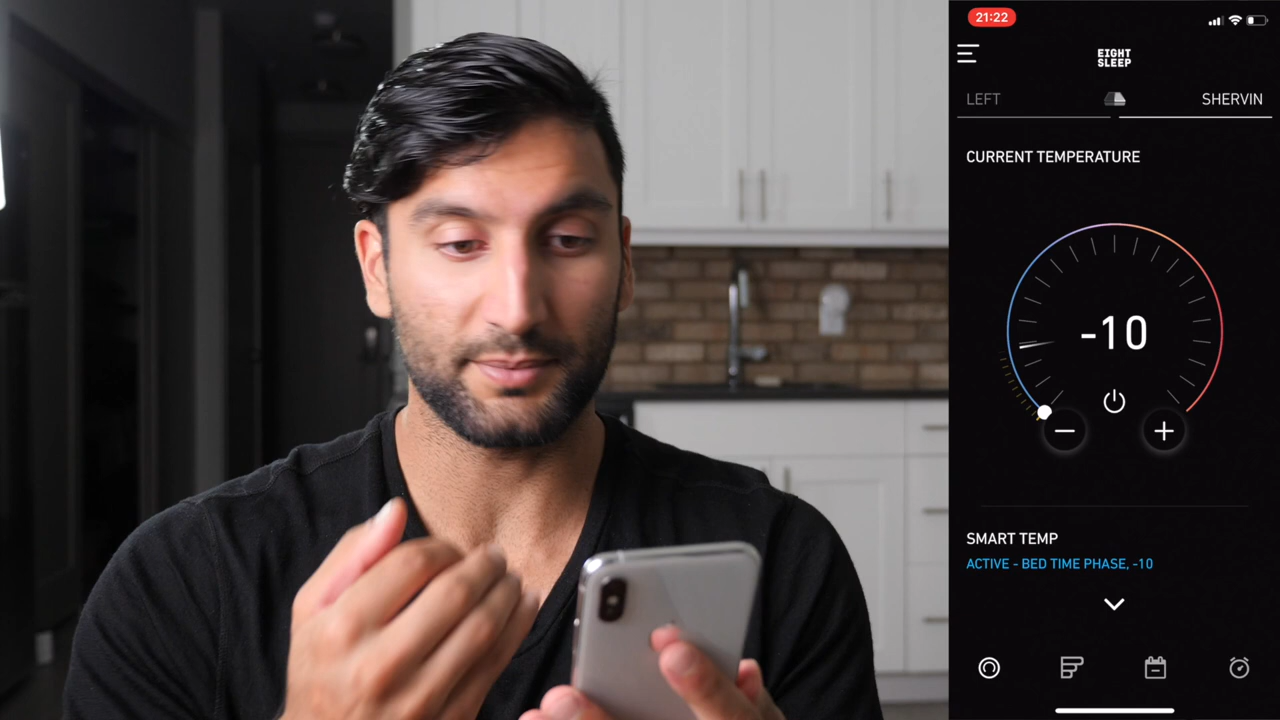 21:22
EIGHT
SLEEP
LEFT
SHERVIN
CURRENT TEMPERATURE
-10
SMART TEMP
ACTIVE - BED TIME PHASE, -10